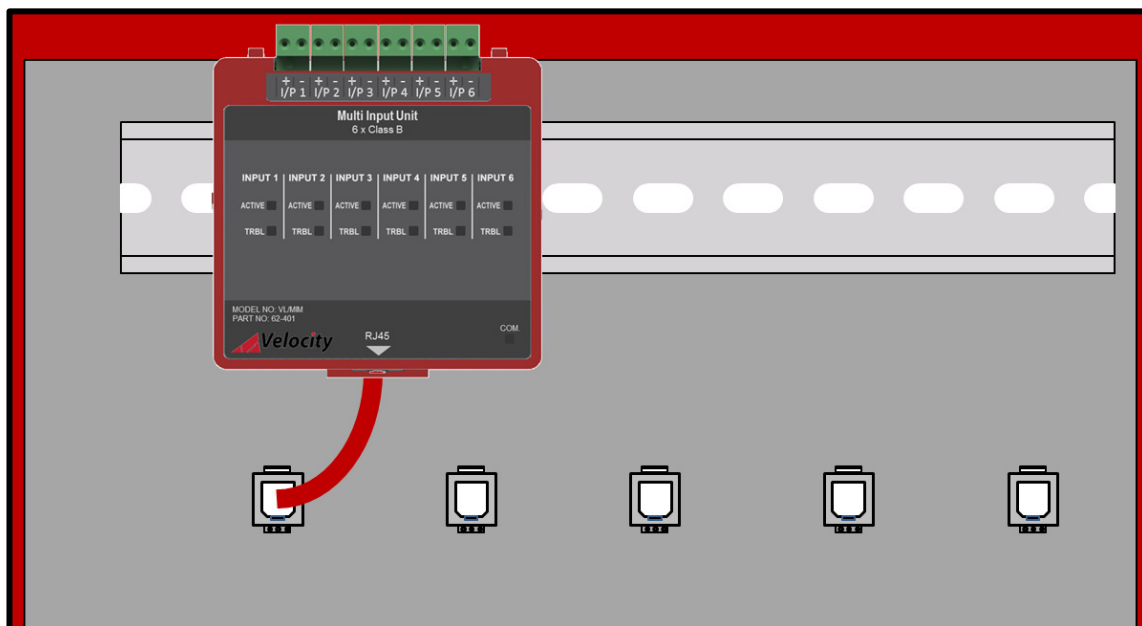 + - + - + - + - + - + -
I/P 1 I/P 2 I/P 3 I/P 4 I/P 5 I/P 6
Multi Input Unit
6 x Class B
INPUT 1 INPUT 2 INPUT 3 INPUT 4 INPUT 5 INPUT 6
ACTIVE ACTIVE ACTIVE ACTIVE ACTIVE ACTIVE
TRBL TRBL TRBL TRBL TRBL TRBL
MODEL NO: VL/MIM
PART NO: 62-401
Velocity
RJ45
COM.